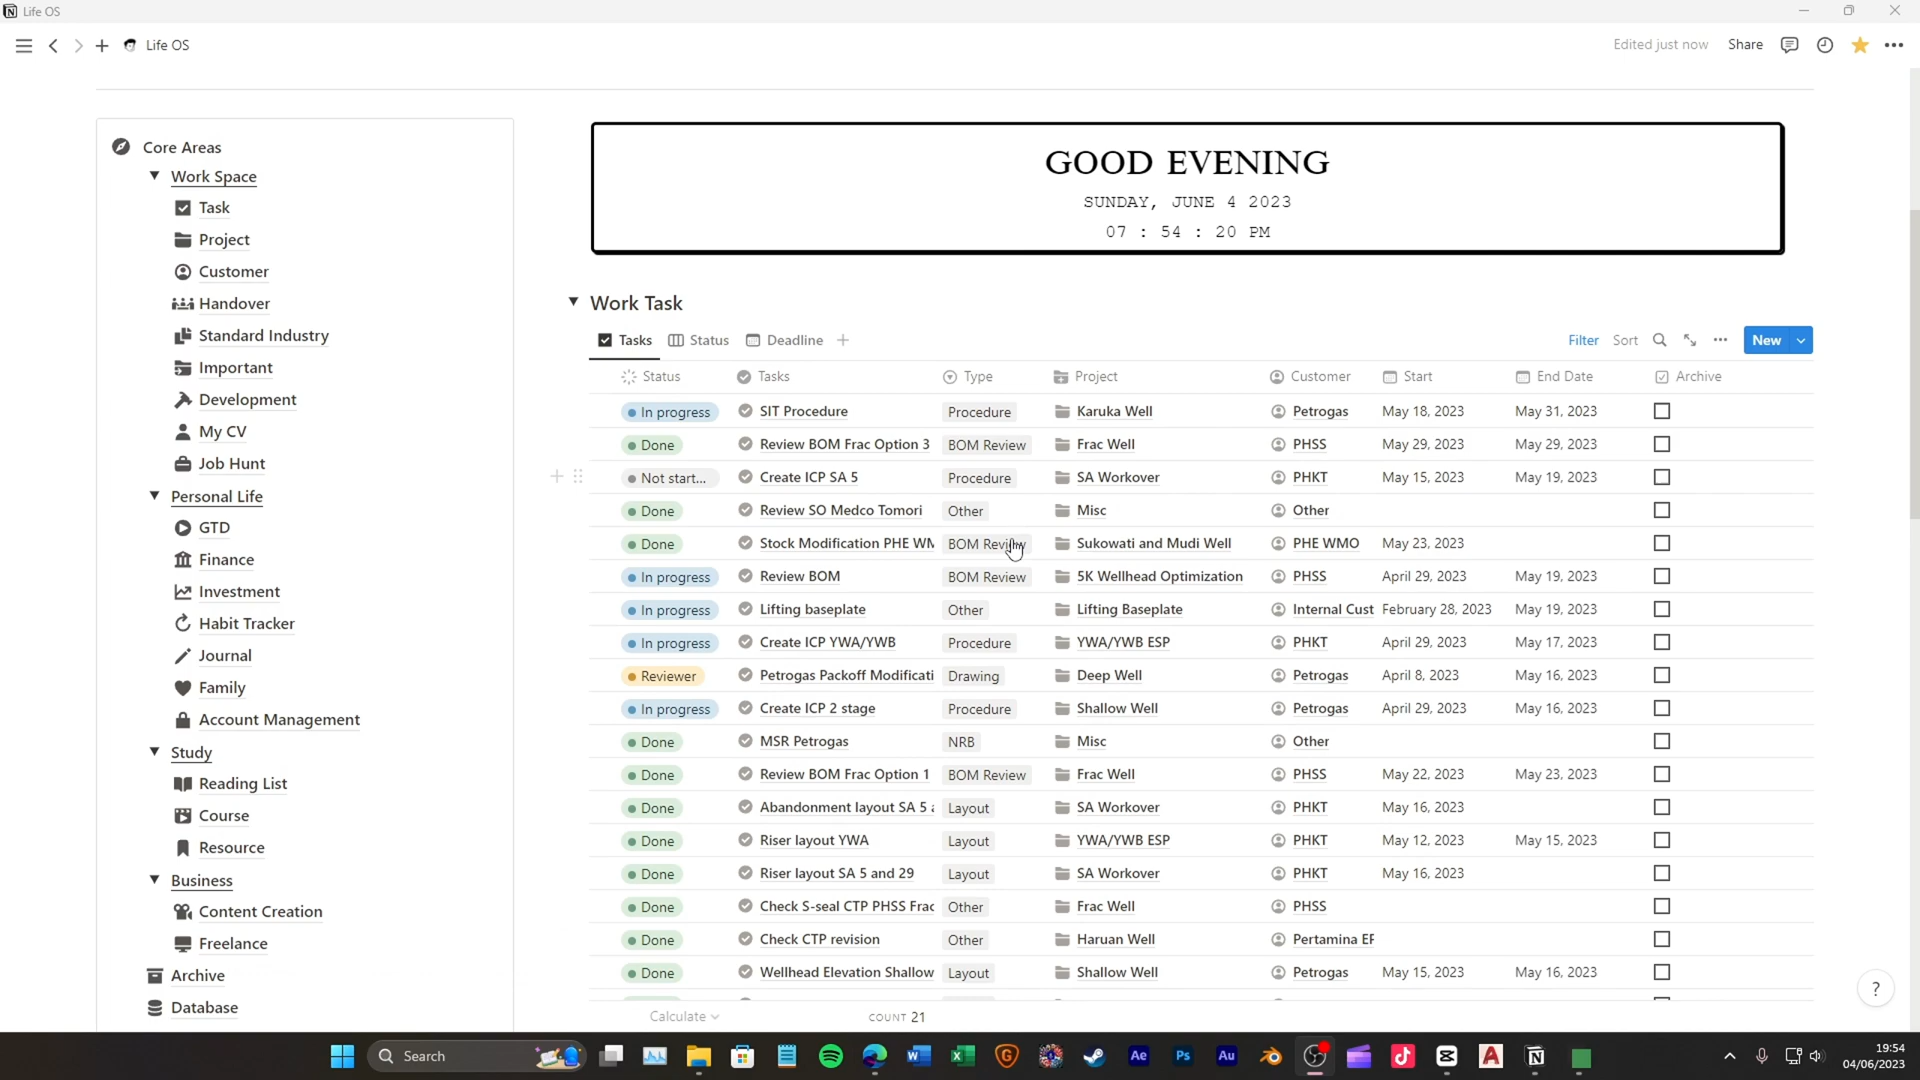 Life OS
Life OS
Edited just now Share
Core Areas
Work Space
Task
Project
Customer
Handover
Standard Industry
Important
Development
My CV
Job Hunt
Personal Life
GTD
Finance
Investment
Habit Tracker
Journal
Family
Account Management
Study
Reading List
Course
Resource
Business
Content Creation
Freelance
Archive
Database
GOOD EVENING
SUNDAY, JUNE 4 2023
07 : 54 : 20 PM
Work Task
Tasks Status Deadline
Filter Sort New
Status Tasks Type Project Customer Start End Date Archive
In progress SIT Procedure Procedure Karuka Well Petrogas May 18, 2023 May 31, 2023
Done Review BOM Frac Option 3 BOM Review Frac Well PHSS May 29, 2023 May 29, 2023
Not start... Create ICP SA 5 Procedure SA Workover PHKT May 15, 2023 May 19, 2023
Done Review SO Medco Tomori Other Misc Other
Done Stock Modification PHE BOM Review Sukowati and Mudi Well PHE WMO May 23, 2023
In progress Review BOM BOM Review 5K Wellhead Optimization PHSS April 29, 2023 May 19, 2023
In progress Lifting baseplate Other Lifting Baseplate Internal Cust February 28, 2023 May 19, 2023
In progress Create ICP YWA/YWB Procedure YWA/YWB ESP PHKT April 29, 2023 May 17, 2023
Reviewer Petrogas Packoff Modificati Drawing Deep Well Petrogas April 8, 2023 May 16, 2023
In progress Create ICP 2 stage Procedure Shallow Well Petrogas April 29, 2023 May 16, 2023
Done MSR Petrogas NRB Misc Other
Done Review BOM Frac Option 1 BOM Review Frac Well PHSS May 22, 2023 May 23, 2023
Done Abandonment layout SA 5 Layout SA Workover PHKT May 16, 2023
Done Riser layout YWA Layout YWA/YWB ESP PHKT May 12, 2023 May 15, 2023
Done Riser layout SA 5 and 29 Layout SA Workover PHKT May 16, 2023
Done Check S-seal CTP PHSS Frac Other Frac Well PHSS
Done Check CTP revision Other Haruan Well Pertamina EF
Done Wellhead Elevation Shallow Layout Shallow Well Petrogas May 15, 2023 May 16, 2023
Calculate COUNT 21
?
Search
Ae Ps Au
19:54
04/06/2023